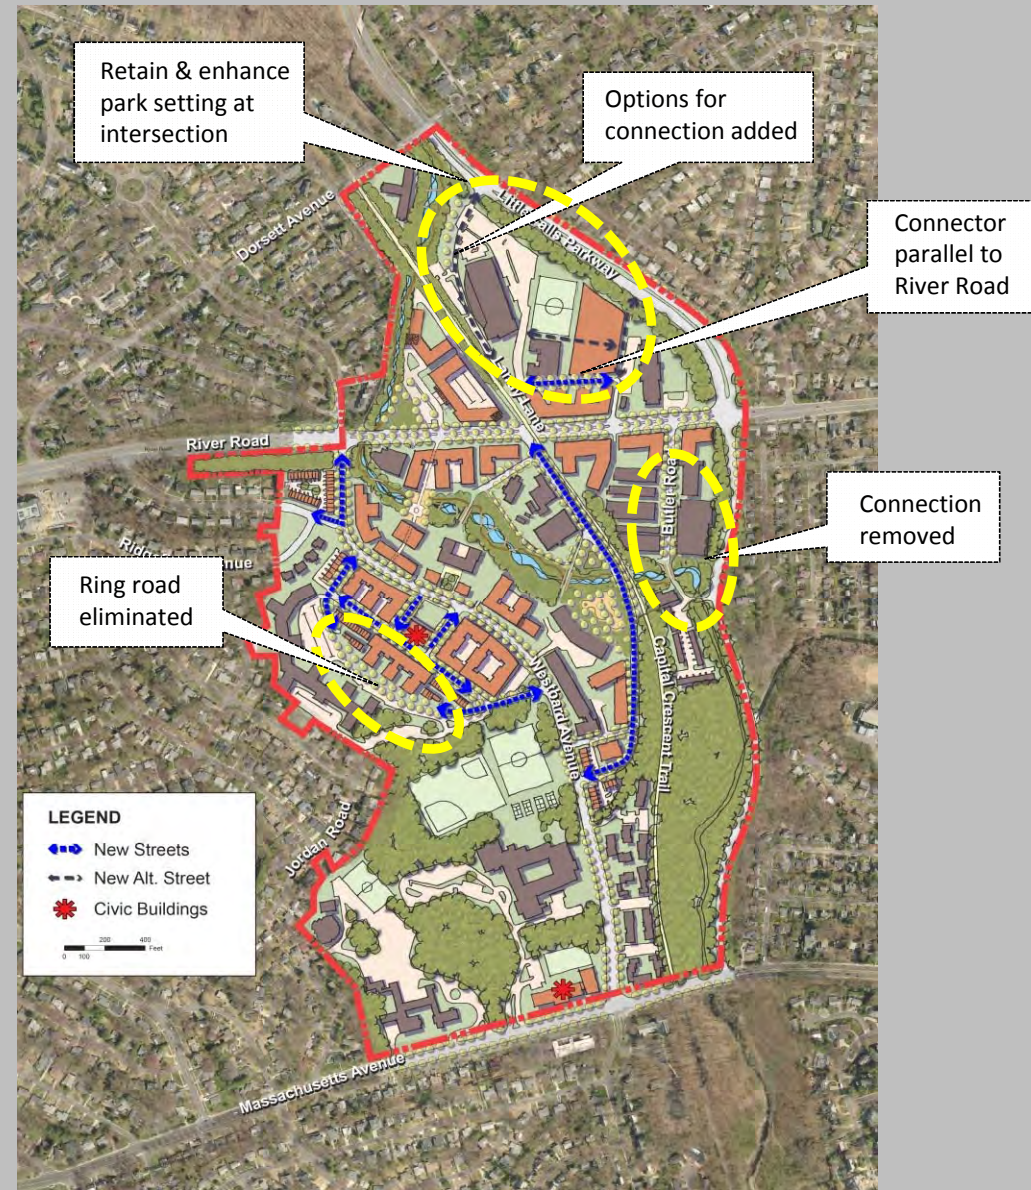 Retain & enhance
park setting at
intersection
Options for
connection added
Connector
parallel to
River Road
Connection
removed
Ring road
eliminated
Dorsett Avenue
Little Falls Parkway
Lane
River Road
Butler Road
Avenue
Westbard Avenue
Capital Crescent Trail
Jordan Road
Massachusetts Avenue
LEGEND
New Streets
New Alt. Street
Civic Buildings
200 400
Feet
0 100